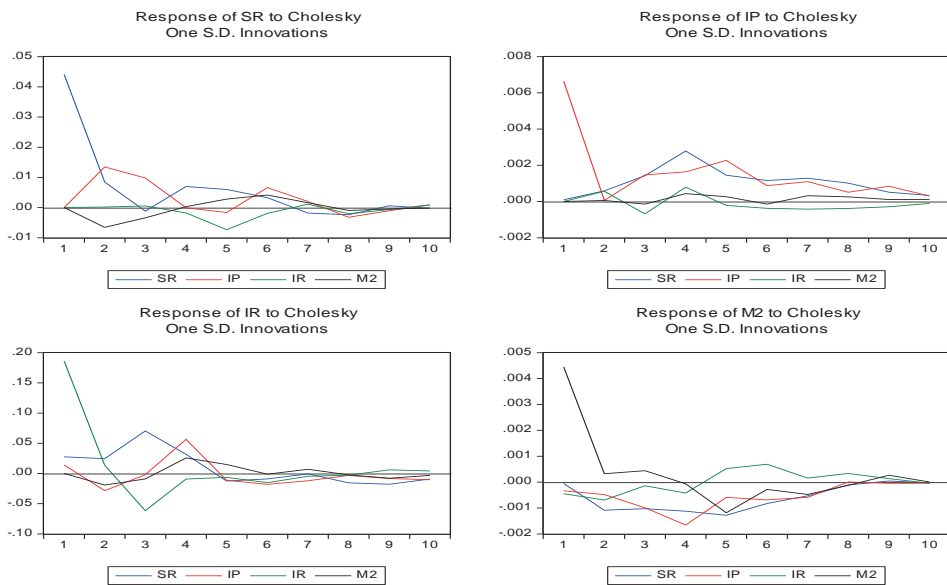 Response of SR to Cholesky
One S.D. Innovations
.05
.04
.03
.02
.01
.00
-.01
1 2 3 4 5 6 7 8 9 10
SR IP IR M2
Response of IP to Cholesky
One S.D. Innovations
.008
.006
.004
.002
.000
-.002
1 2 3 4 5 6 7 8 9 10
SR IP IR M2
Response of IR to Cholesky
One S.D. Innovations
.20
.15
.10
.05
.00
-.05
-.10
1 2 3 4 5 6 7 8 9 10
SR IP IR M2
Response of M2 to Cholesky
One S.D. Innovations
.005
.004
.003
.002
.001
.000
-.001
-.002
1 2 3 4 5 6 7 8 9 10
SR IP IR M2